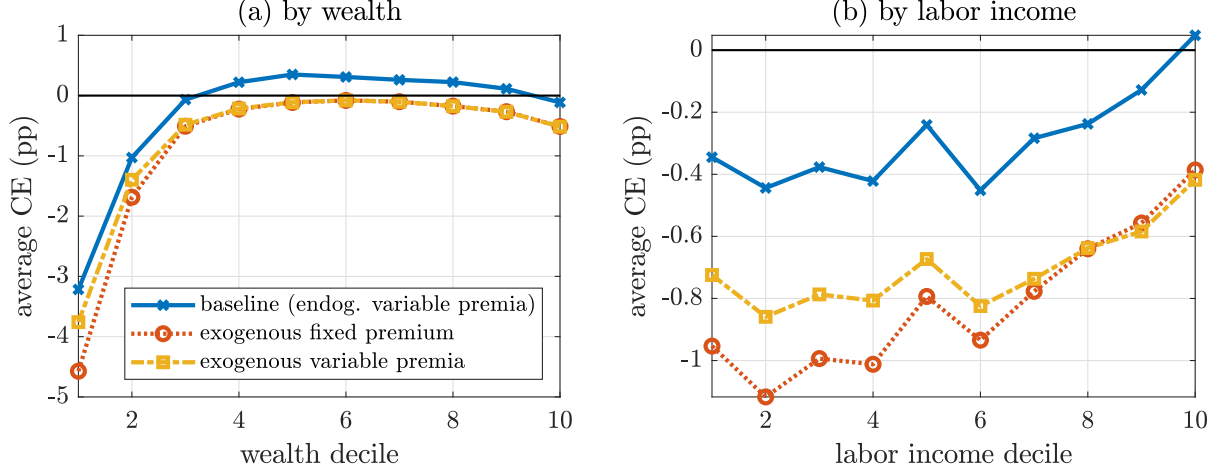 (a) by wealth
1
0
-1
-2
-3
-4
-5
average CE (pp)
baseline (endog. variable premia)
exogenous fixed premium
exogenous variable premia
2
4
6
8
10
wealth decile
(b) by labor income
0
-0.2
-0.4
-0.6
-0.8
-1
average CE (pp)
2
4
6
8
10
labor income decile